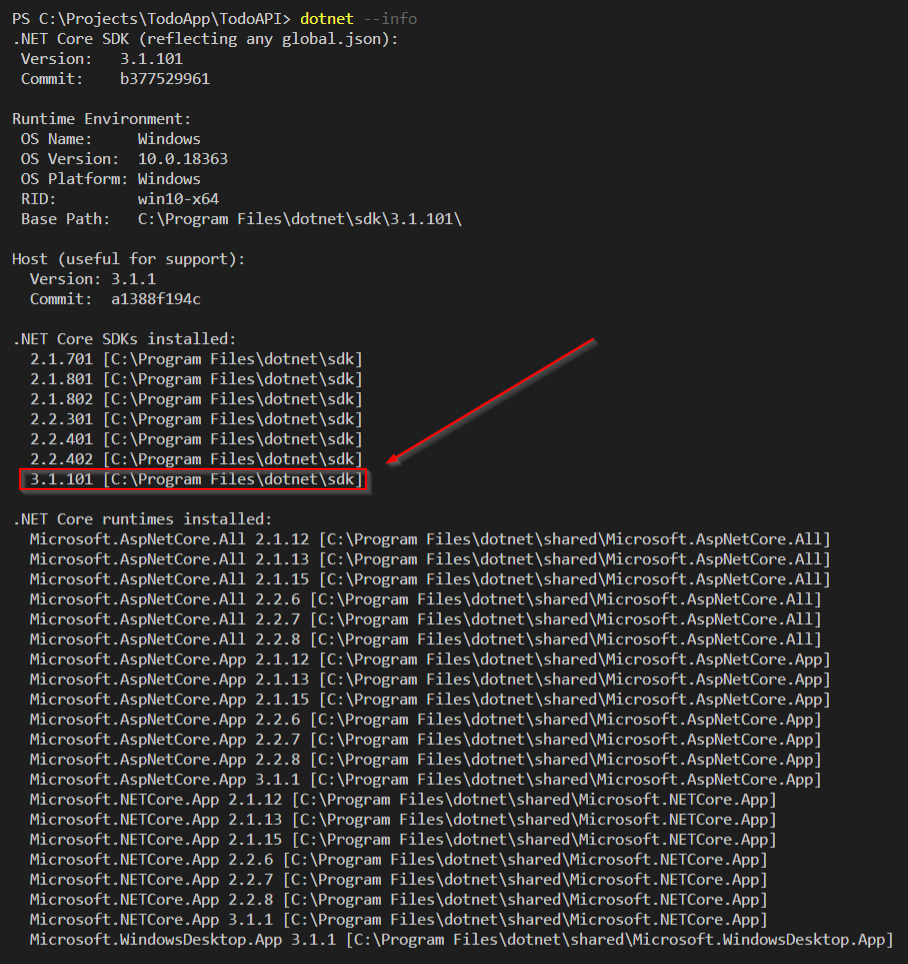 PS C:\Projects\TodoApp\TodoAPI> dotnet --info
.NET Core SDK (reflecting any global.json):
 Version:   3.1.101
 Commit:    b377529961

Runtime Environment:
 OS Name:     Windows
 OS Version:  10.0.18363
 OS Platform: Windows
 RID:         win10-x64
 Base Path:   C:\Program Files\dotnet\sdk\3.1.101\

Host (useful for support):
  Version: 3.1.1
  Commit:  a1388f194c

.NET Core SDKs installed:
  2.1.701 [C:\Program Files\dotnet\sdk]
  2.1.801 [C:\Program Files\dotnet\sdk]
  2.1.802 [C:\Program Files\dotnet\sdk]
  2.2.301 [C:\Program Files\dotnet\sdk]
  2.2.401 [C:\Program Files\dotnet\sdk]
  2.2.402 [C:\Program Files\dotnet\sdk]
  3.1.101 [C:\Program Files\dotnet\sdk]

.NET Core runtimes installed:
  Microsoft.AspNetCore.All 2.1.12 [C:\Program Files\dotnet\shared\Microsoft.AspNetCore.All]
  Microsoft.AspNetCore.All 2.1.13 [C:\Program Files\dotnet\shared\Microsoft.AspNetCore.All]
  Microsoft.AspNetCore.All 2.1.15 [C:\Program Files\dotnet\shared\Microsoft.AspNetCore.All]
  Microsoft.AspNetCore.All 2.2.6 [C:\Program Files\dotnet\shared\Microsoft.AspNetCore.All]
  Microsoft.AspNetCore.All 2.2.7 [C:\Program Files\dotnet\shared\Microsoft.AspNetCore.All]
  Microsoft.AspNetCore.All 2.2.8 [C:\Program Files\dotnet\shared\Microsoft.AspNetCore.All]
  Microsoft.AspNetCore.App 2.1.12 [C:\Program Files\dotnet\shared\Microsoft.AspNetCore.App]
  Microsoft.AspNetCore.App 2.1.13 [C:\Program Files\dotnet\shared\Microsoft.AspNetCore.App]
  Microsoft.AspNetCore.App 2.1.15 [C:\Program Files\dotnet\shared\Microsoft.AspNetCore.App]
  Microsoft.AspNetCore.App 2.2.6 [C:\Program Files\dotnet\shared\Microsoft.AspNetCore.App]
  Microsoft.AspNetCore.App 2.2.7 [C:\Program Files\dotnet\shared\Microsoft.AspNetCore.App]
  Microsoft.AspNetCore.App 2.2.8 [C:\Program Files\dotnet\shared\Microsoft.AspNetCore.App]
  Microsoft.AspNetCore.App 3.1.1 [C:\Program Files\dotnet\shared\Microsoft.AspNetCore.App]
  Microsoft.NETCore.App 2.1.12 [C:\Program Files\dotnet\shared\Microsoft.NETCore.App]
  Microsoft.NETCore.App 2.1.13 [C:\Program Files\dotnet\shared\Microsoft.NETCore.App]
  Microsoft.NETCore.App 2.1.15 [C:\Program Files\dotnet\shared\Microsoft.NETCore.App]
  Microsoft.NETCore.App 2.2.6 [C:\Program Files\dotnet\shared\Microsoft.NETCore.App]
  Microsoft.NETCore.App 2.2.7 [C:\Program Files\dotnet\shared\Microsoft.NETCore.App]
  Microsoft.NETCore.App 2.2.8 [C:\Program Files\dotnet\shared\Microsoft.NETCore.App]
  Microsoft.NETCore.App 3.1.1 [C:\Program Files\dotnet\shared\Microsoft.NETCore.App]
  Microsoft.WindowsDesktop.App 3.1.1 [C:\Program Files\dotnet\shared\Microsoft.WindowsDesktop.App]